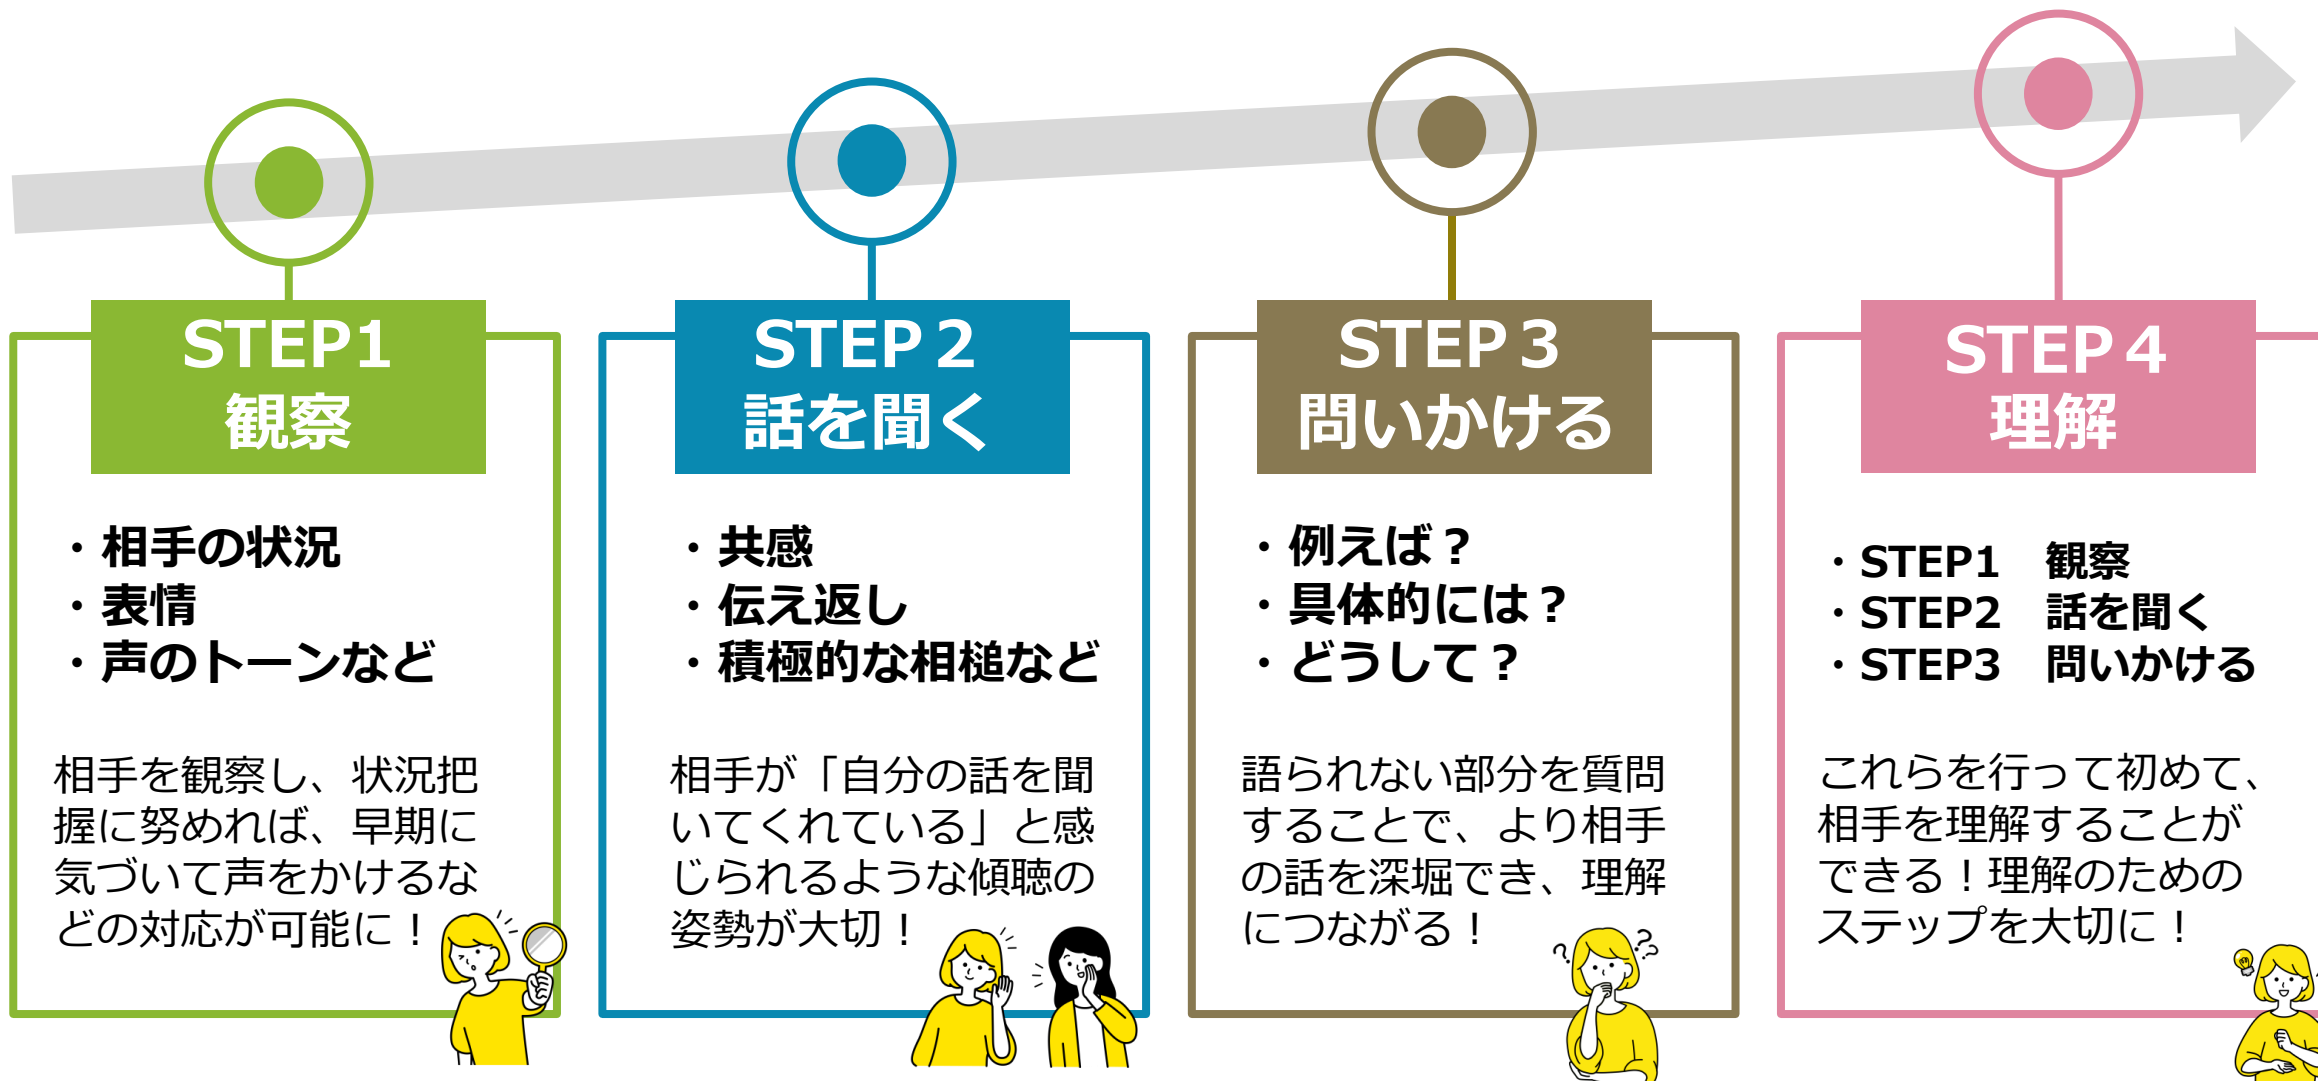 STEP1
観察
・相手の状況
・表情
・声のトーンなど
相手を観察し、状況把
握に努めれば、早期に
気づいて声をかけるな
どの対応が可能に！
STEP２
話を聞く
・共感
・伝え返し
・積極的な相槌など
相手が「自分の話を聞
いてくれている」と感
じられるような傾聴の
姿勢が大切！
STEP３
問いかける
・例えば？
・具体的には？
・どうして？
語られない部分を質問
することで、より相手
の話を深堀でき、理解
につながる！
STEP４
理解
・STEP1　観察
・STEP2　話を聞く
・STEP3　問いかける
これらを行って初めて、
相手を理解することが
できる！理解のための
ステップを大切に！